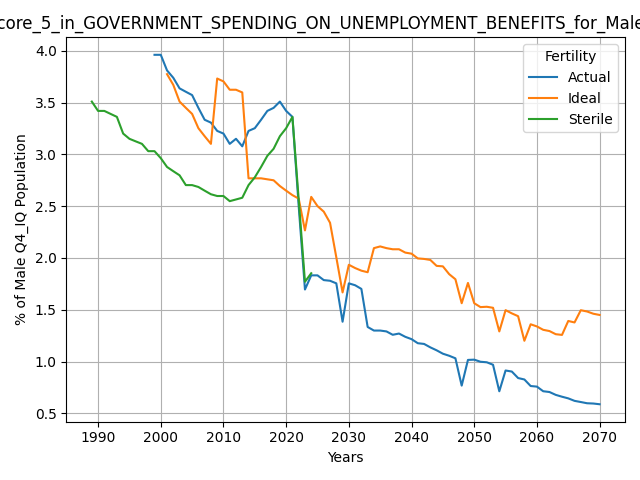 core_5_in_GOVERNMENT_SPENDING_ON_UNEMPLOYMENT_BENEFITS_for_Male
Fertility
Actual
Ideal
Sterile
% of Male Q4_IQ Population
4.0
3.5
3.0
2.5
2.0
1.5
1.0
0.5
1990 2000 2010 2020 2030 2040 2050 2060 2070
Years